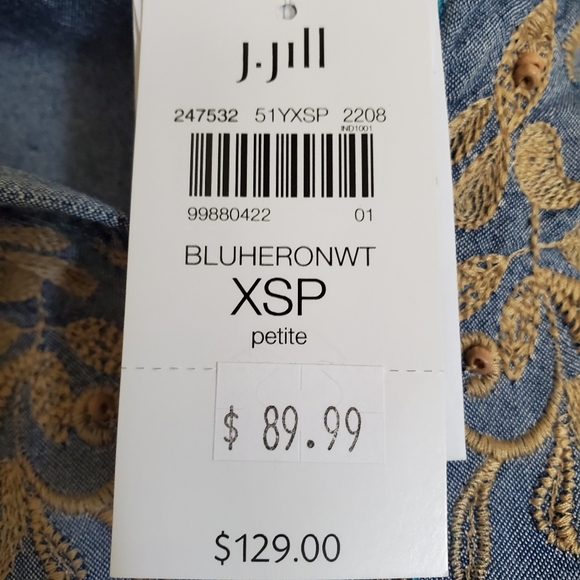 J.Jill
247532 51YXSP 2208
IND1001
99880422 01
BLUHERONWT
XSP
petite
$ 89.99
$129.00